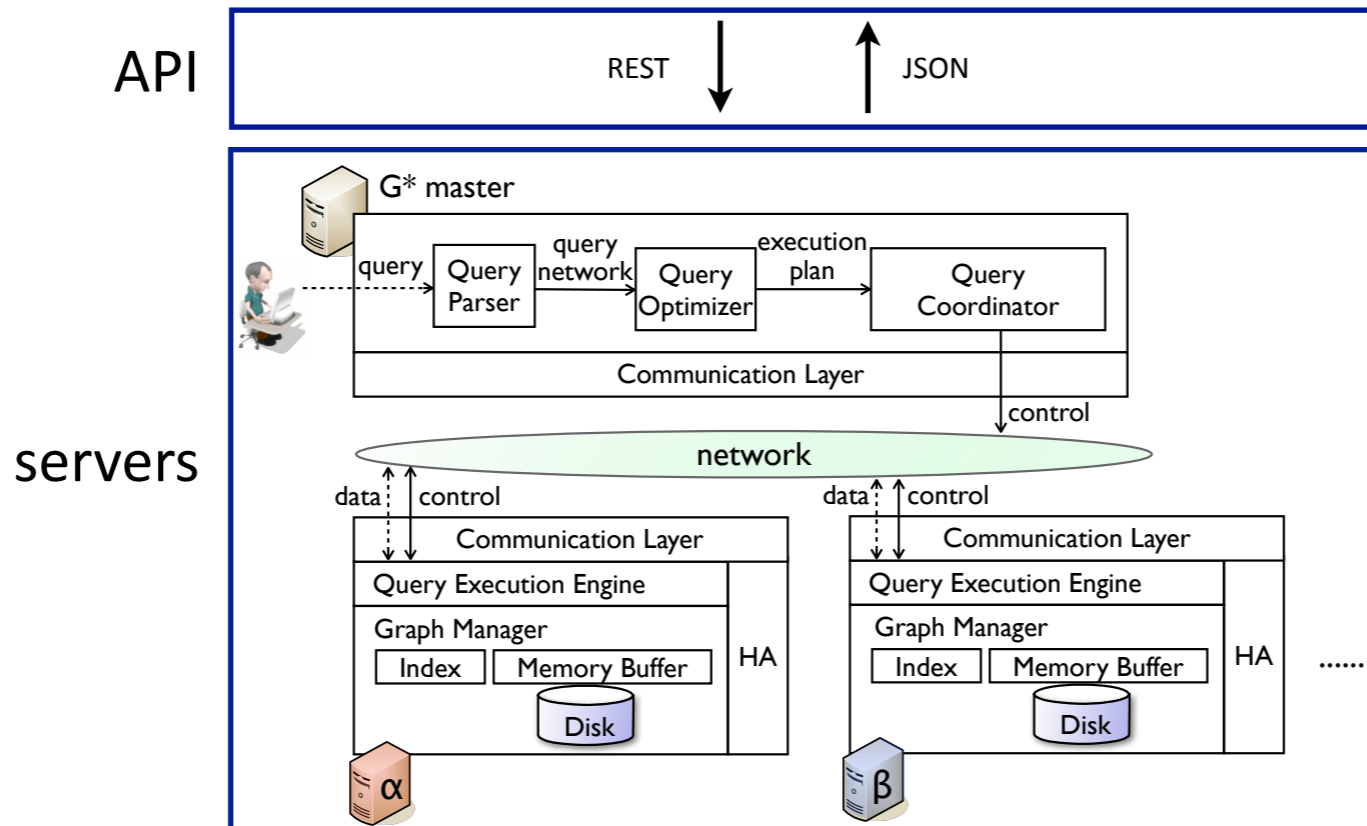 API
REST
JSON
servers
G* master
query
Query
Parser
query
network
Query
Optimizer
execution
plan
Query
Coordinator
Communication Layer
control
network
data
control
data
control
Communication Layer
Query Execution Engine
Graph Manager
Index
Memory Buffer
Disk
HA
α
Communication Layer
Query Execution Engine
Graph Manager
Index
Memory Buffer
Disk
HA
β
......